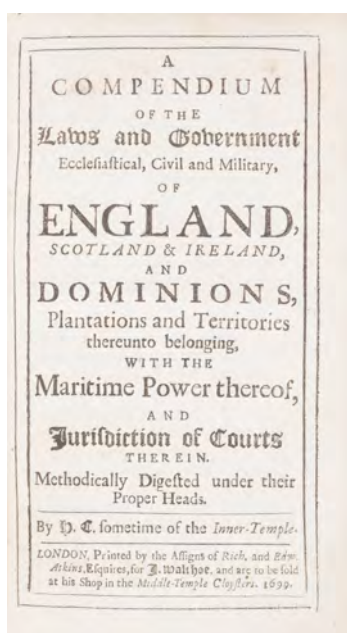 A
COMPENDIUM
OF THE
Laws and Government
Eccleſiaſtical, Civil and Military,
OF
ENGLAND,
SCOTLAND & IRELAND,
AND
DOMINIONS,
Plantations and Territories
thereunto belonging,
WITH THE
Maritime Power thereof,
AND
Juriſdiction of Courts
THEREIN.
Methodically Digeſted under their
Proper Heads.
By H. C. ſometime of the Inner-Temple.
LONDON, Printed by the Aſſigns of Rich. and Edw.
Atkins, Eſquires, for J. Walthoe, and are to be ſold
at his Shop in the Middle-Temple Cloyſters. 1699.